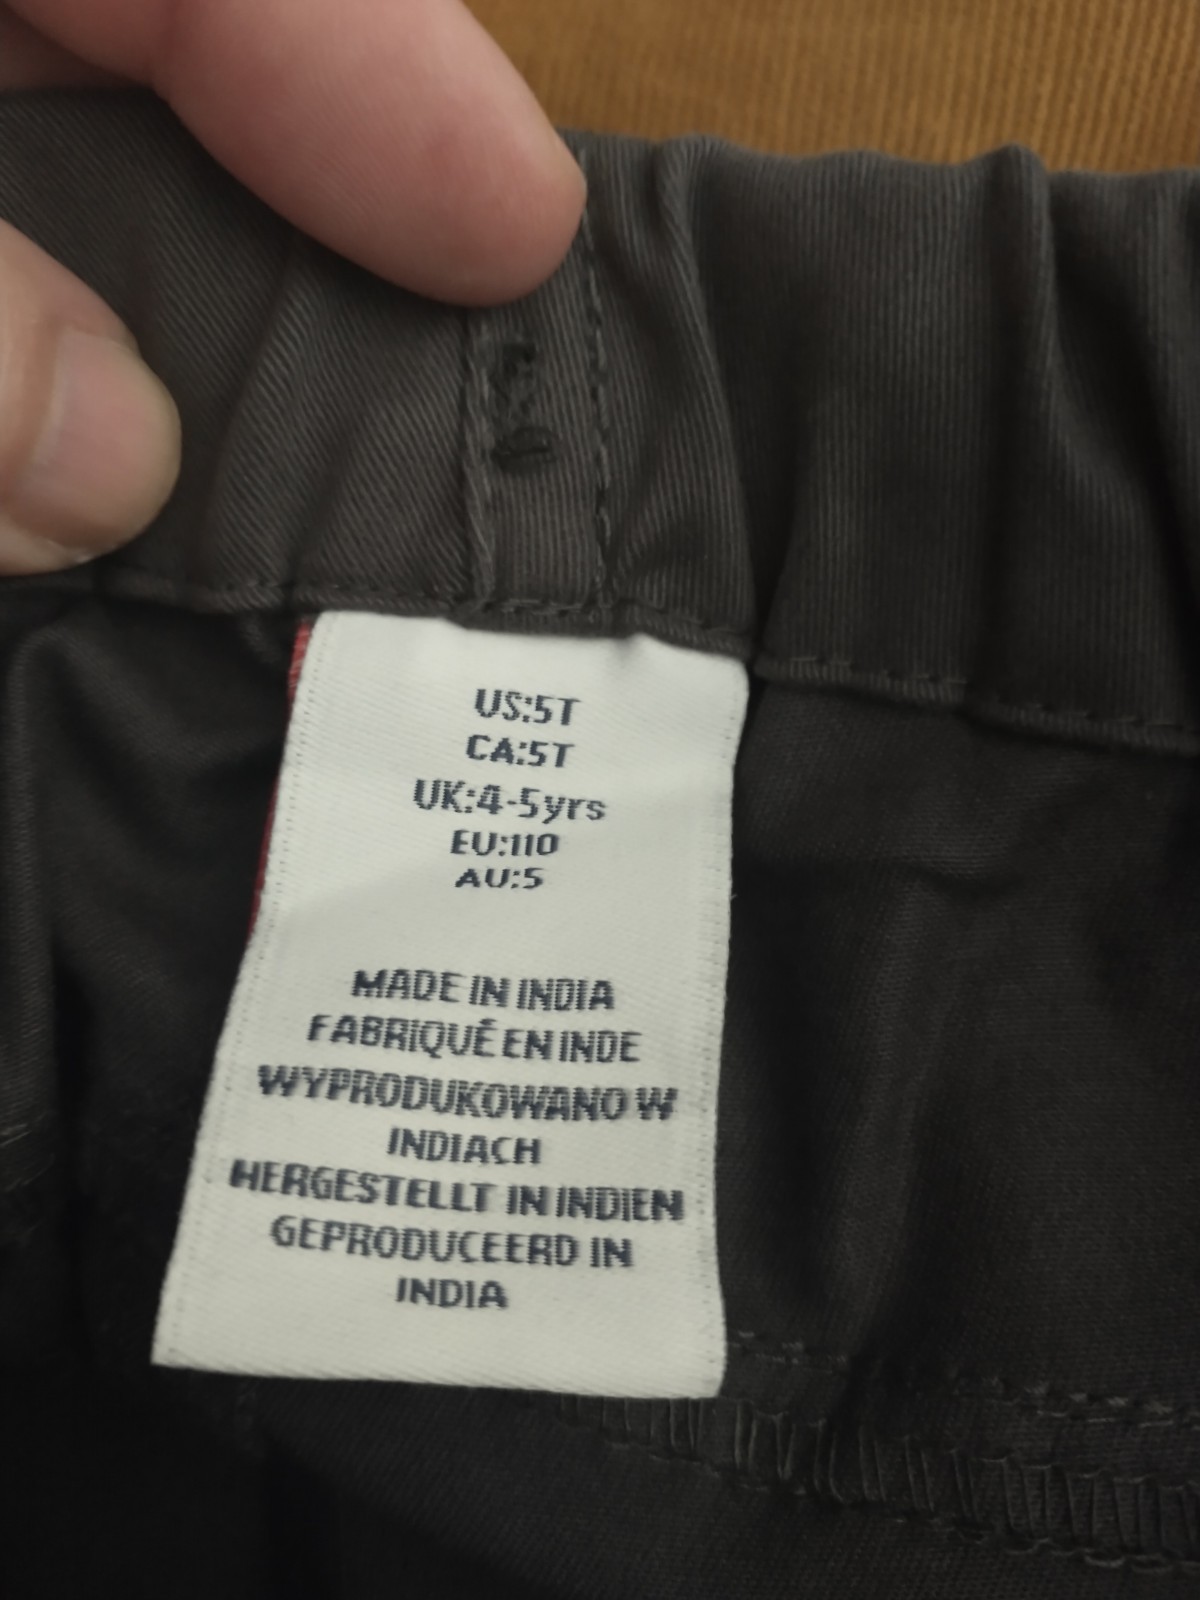 US:5T
CA:5T
UK:4-5yrs
EU:110
AU:5
MADE IN INDIA
FABRIQUÉ EN INDE
WYPRODUKOWANO W
INDIACH
HERGESTELLT IN INDIEN
GEPRODUCEERD IN
INDIA